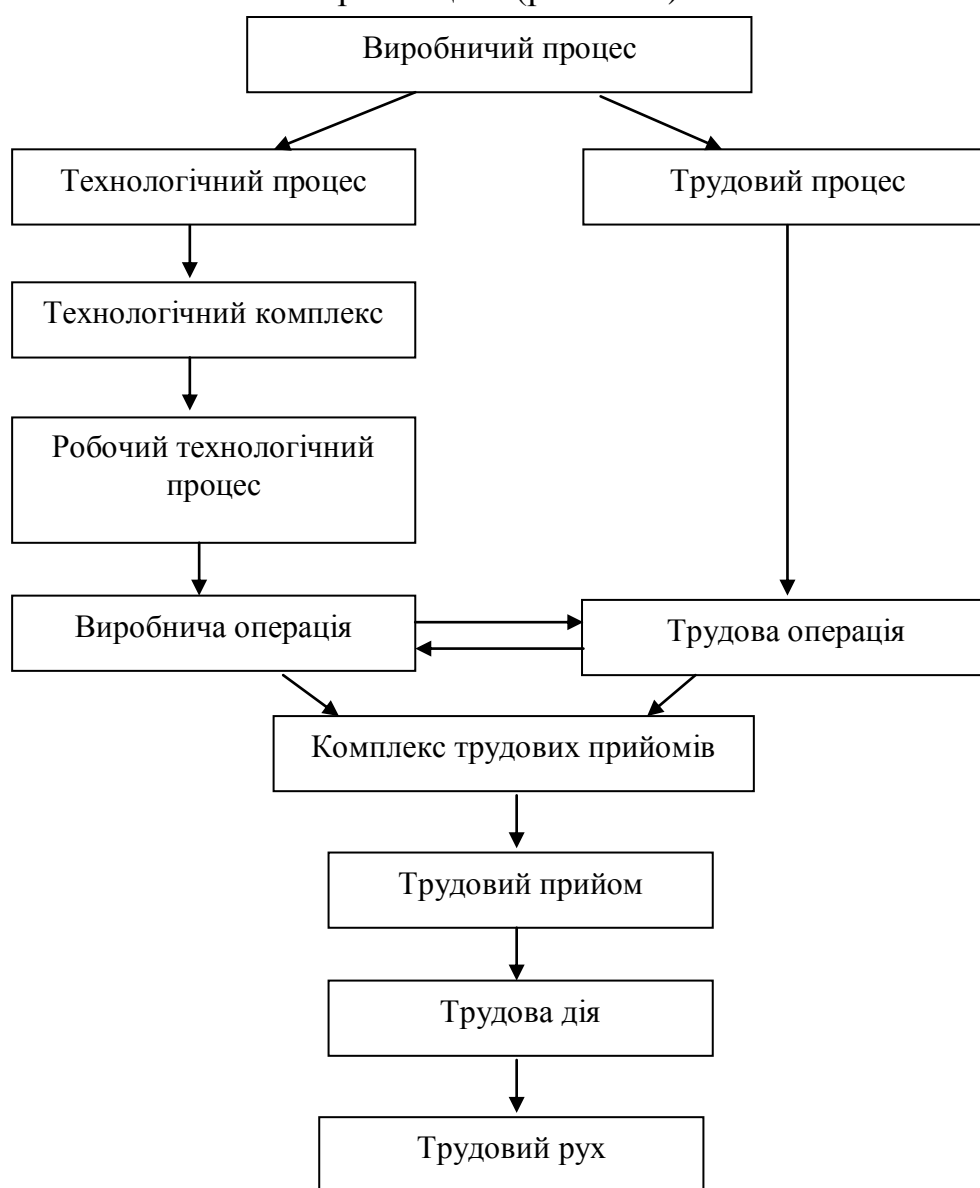 Виробничий процес
Технологічний процес
Трудовий процес
Технологічний комплекс
Робочий технологічний
процес
Виробнича операція
Трудова операція
Комплекс трудових прийомів
Трудовий прийом
Трудова дія
Трудовий рух